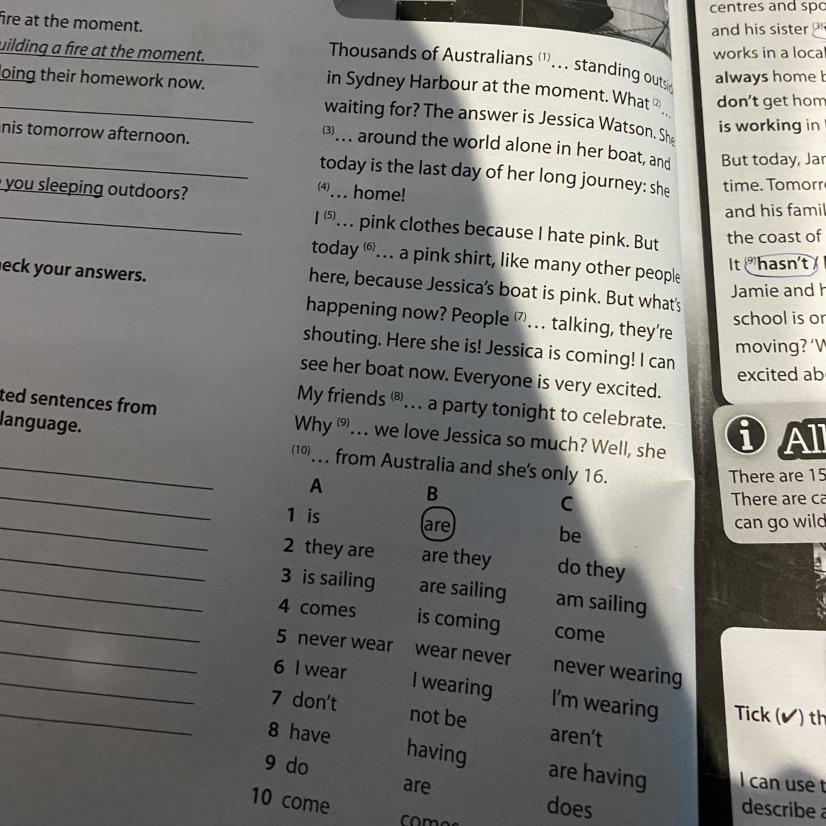 fire at the moment.
uilding a fire at the moment.
loing their homework now.
nis tomorrow afternoon.
you sleeping outdoors?
eck your answers.
ted sentences from
language.
Thousands of Australians (1)… standing outsid
in Sydney Harbour at the moment. What (2)…
waiting for? The answer is Jessica Watson. She
(3)… around the world alone in her boat, and
today is the last day of her long journey: she
(4)… home!
I (5)… pink clothes because I hate pink. But
today (6)… a pink shirt, like many other people
here, because Jessica's boat is pink. But what's
happening now? People (7)… talking, they're
shouting. Here she is! Jessica is coming! I can
see her boat now. Everyone is very excited.
My friends (8)… a party tonight to celebrate.
Why (9)… we love Jessica so much? Well, she
(10)… from Australia and she's only 16.
A B C
1 is are be
2 they are are they do they
3 is sailing are sailing am sailing
4 comes is coming come
5 never wear wear never never wearing
6 I wear I wearing I'm wearing
7 don't not be aren't
8 have having are having
9 do are does
10 come comes
centres and spo
and his sister
works in a local
always home b
don't get hom
is working in
But today, Jar
time. Tomorr
and his famil
the coast of
It (9) hasn't /
Jamie and h
school is or
moving? 'W
excited ab
i All
There are 15
There are ca
can go wild
Tick (✔) th
I can use t
describe a